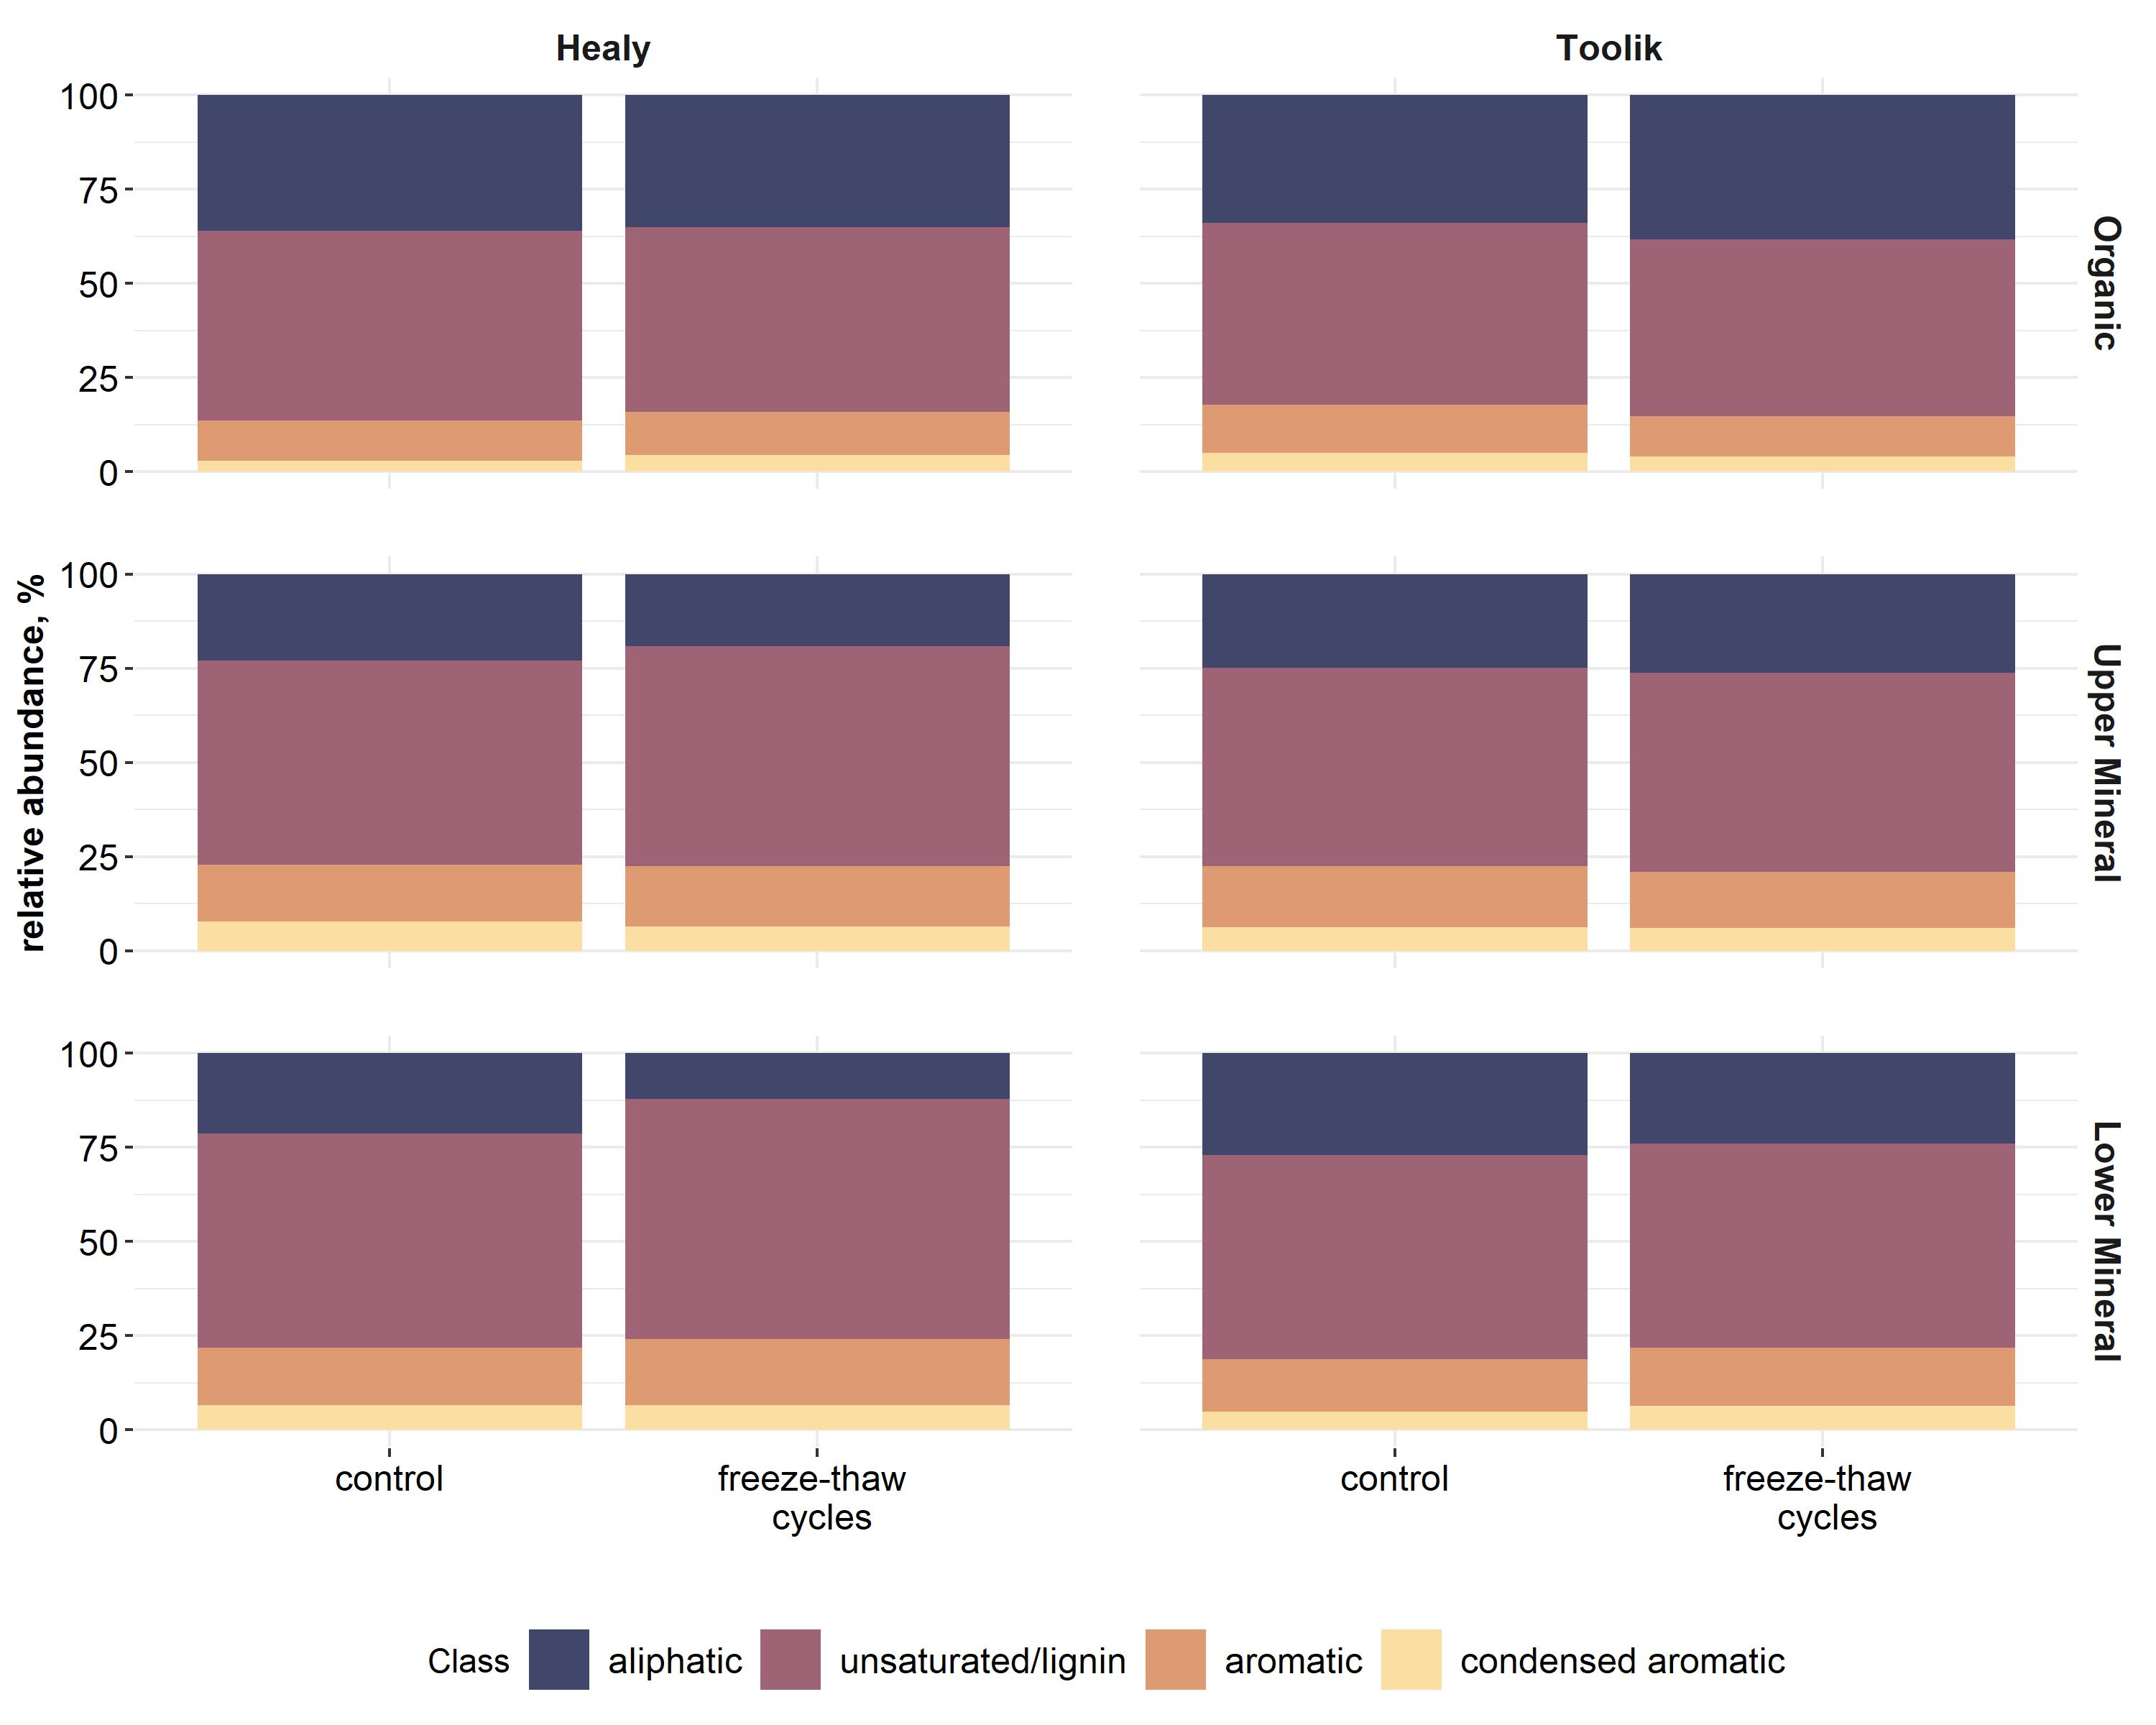 Healy
Toolik
100
75
50
25
0
Organic
relative abundance, %
100
75
50
25
0
Upper Mineral
100
75
50
25
0
Lower Mineral
control
freeze-thaw
cycles
control
freeze-thaw
cycles
Class aliphatic unsaturated/lignin aromatic condensed aromatic